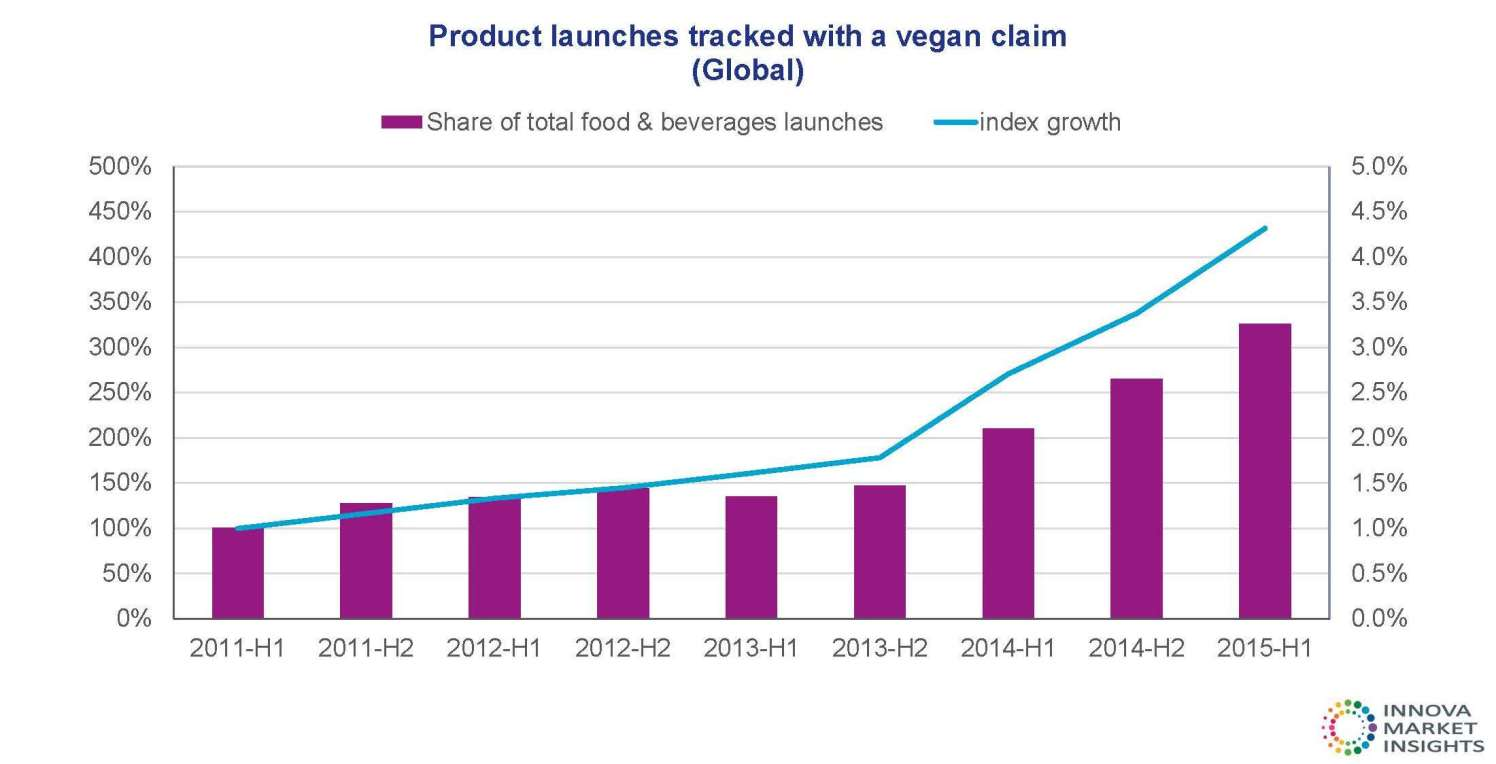 Product launches tracked with a vegan claim
(Global)
Share of total food & beverages launches index growth
500% 5.0%
450% 4.5%
400% 4.0%
350% 3.5%
300% 3.0%
250% 2.5%
200% 2.0%
150% 1.5%
100% 1.0%
50% 0.5%
0% 0.0%
2011-H1 2011-H2 2012-H1 2012-H2 2013-H1 2013-H2 2014-H1 2014-H2 2015-H1
INNOVA
MARKET
INSIGHTS